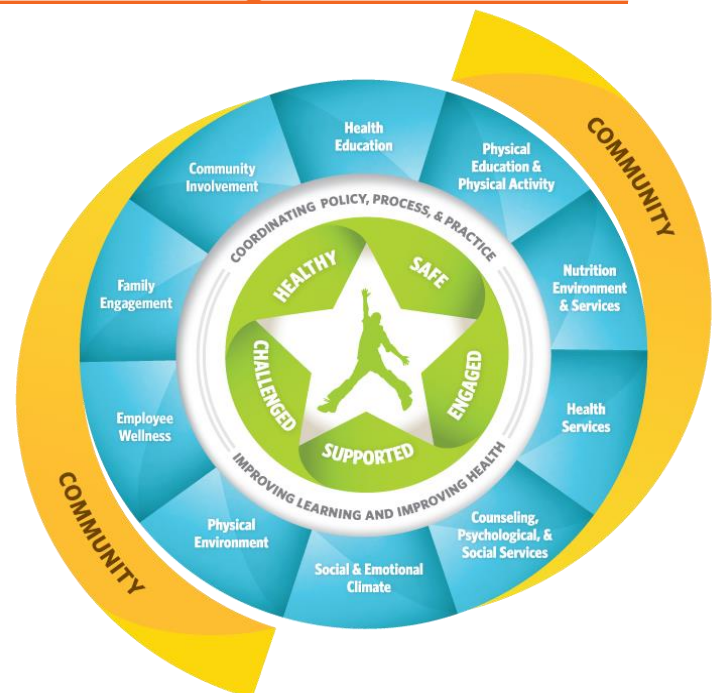 COMMUNITY
Health
Education
Physical
Education &
Physical Activity
Nutrition
Environment
& Services
Health
Services
Counseling,
Psychological, &
Social Services
Social & Emotional
Climate
Physical
Environment
Employee
Wellness
Family
Engagement
Community
Involvement
COORDINATING POLICY, PROCESS, & PRACTICE
HEALTHY
SAFE
ENGAGED
SUPPORTED
CHALLENGED
IMPROVING LEARNING AND IMPROVING HEALTH
COMMUNITY